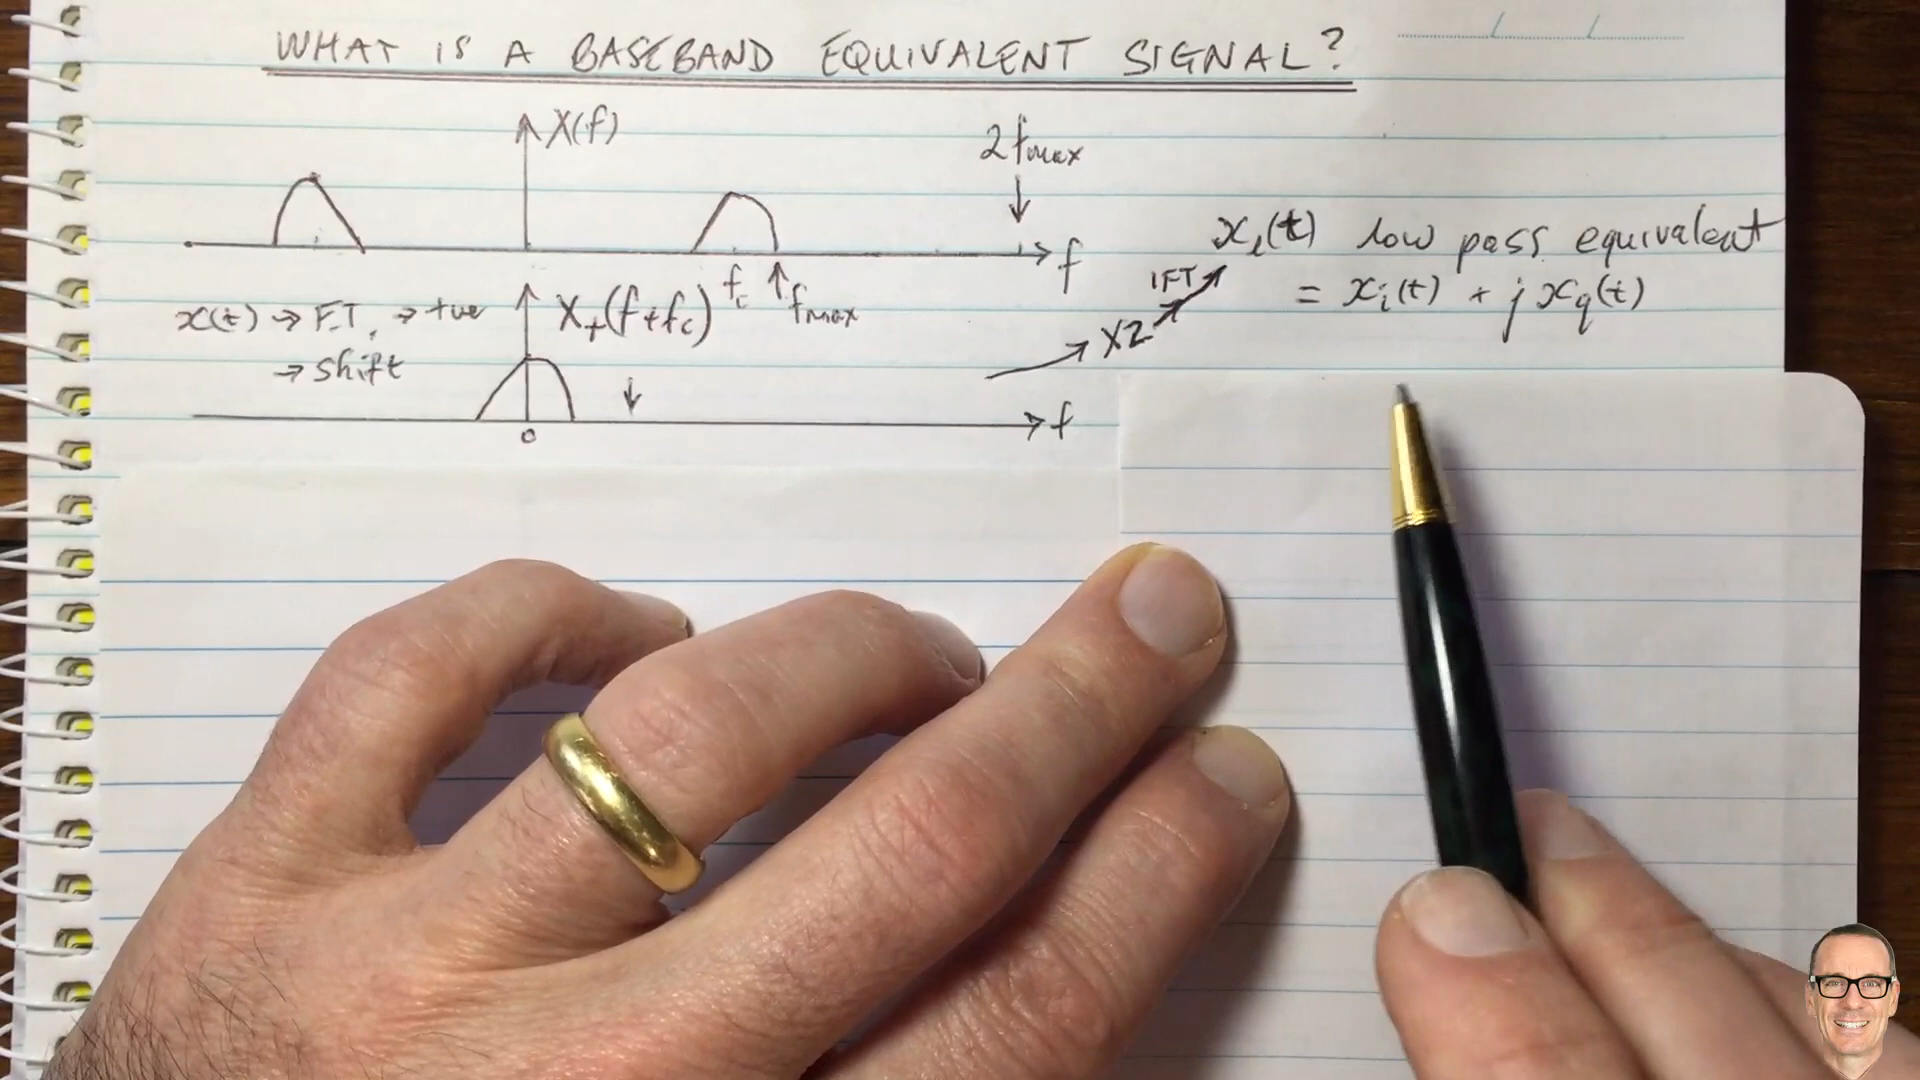 WHAT IS A BASEBAND EQUIVALENT SIGNAL?
X(f)
2fmax
f
fc
fmax
x(t) → F.T. → +ve
→ shift
X+(f+fc)
0
f
X2
IFT
xl(t) low pass equivalent
= xi(t) + j xq(t)